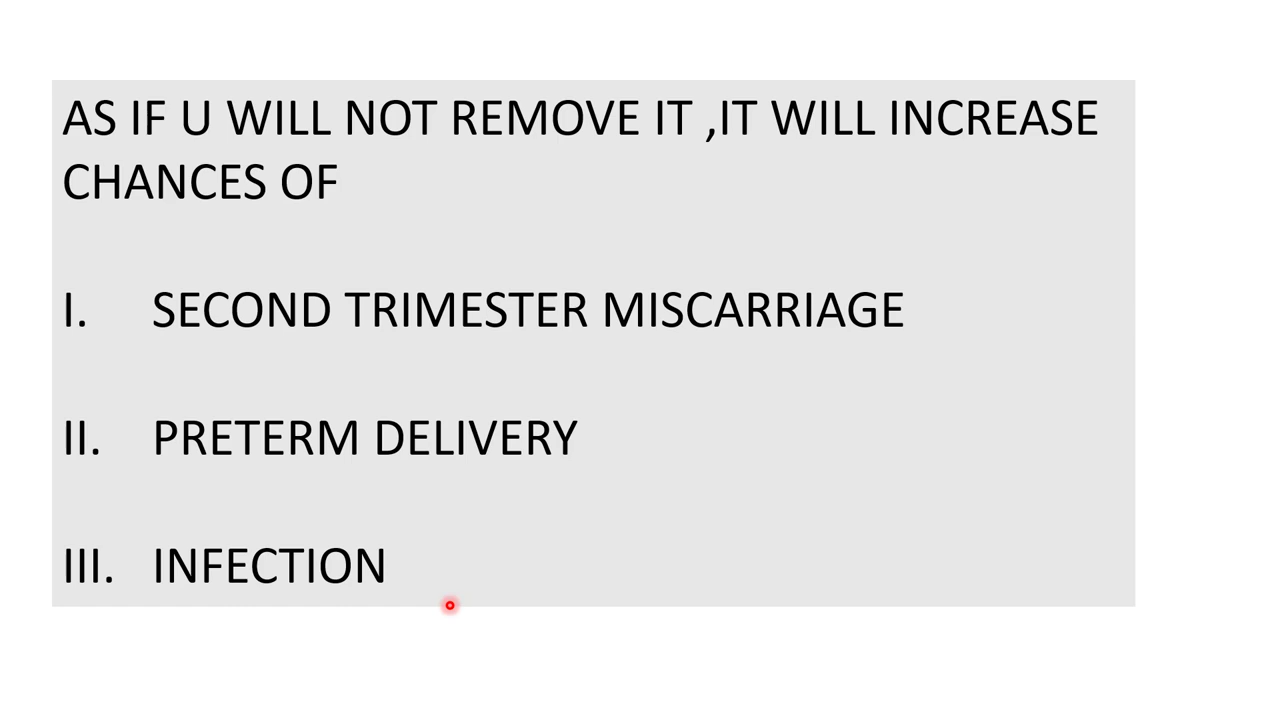 AS IF U WILL NOT REMOVE IT ,IT WILL INCREASE
CHANCES OF
I. SECOND TRIMESTER MISCARRIAGE
II. PRETERM DELIVERY
III. INFECTION